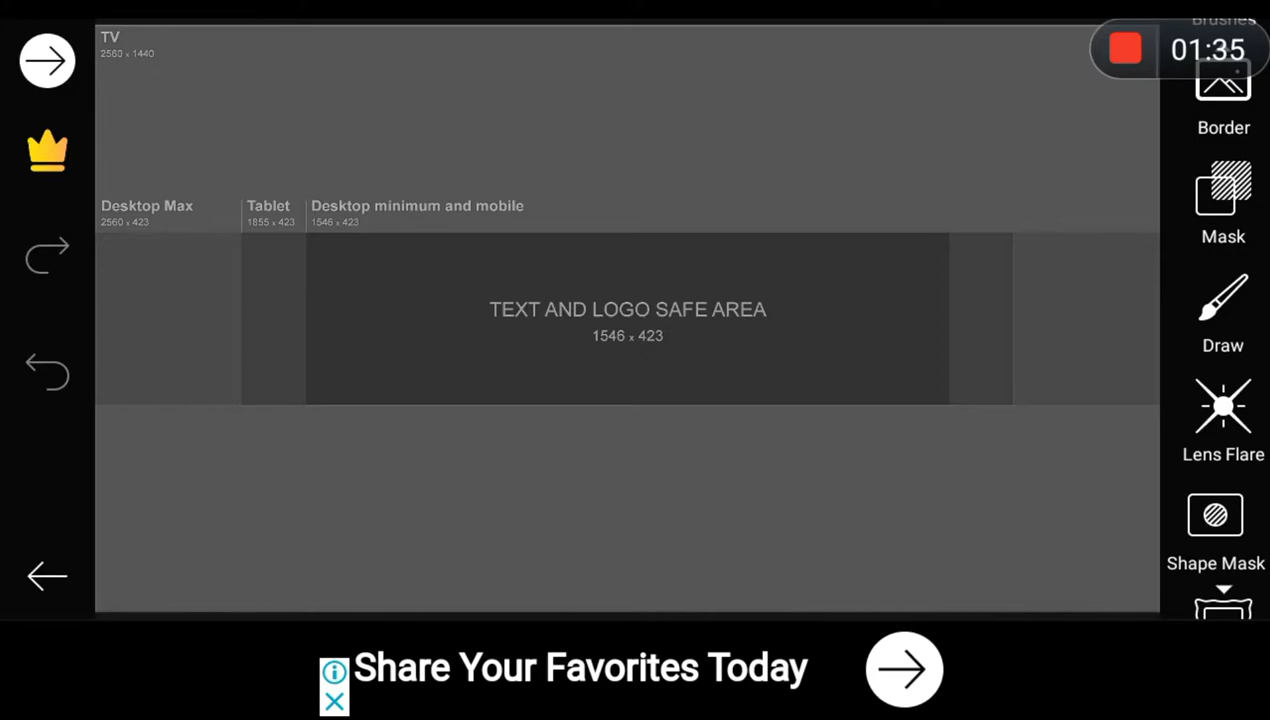 Brushes
01:35
TV
2560 x 1440
Border
Mask
Desktop Max
2560 x 423
Tablet
1855 x 423
Desktop minimum and mobile
1546 x 423
TEXT AND LOGO SAFE AREA
1546 x 423
Draw
Lens Flare
Shape Mask
Share Your Favorites Today